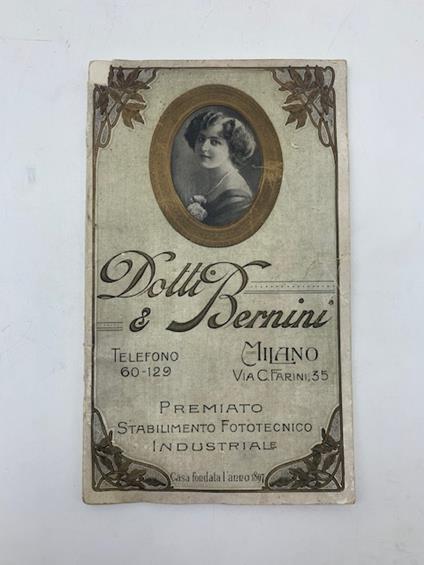 Dotti
& Bernini
TELEFONO
60-129
MILANO
VIA C. FARINI, 35
PREMIATO
STABILIMENTO FOTOTECNICO
INDUSTRIALE
Casa fondata l'anno 1897